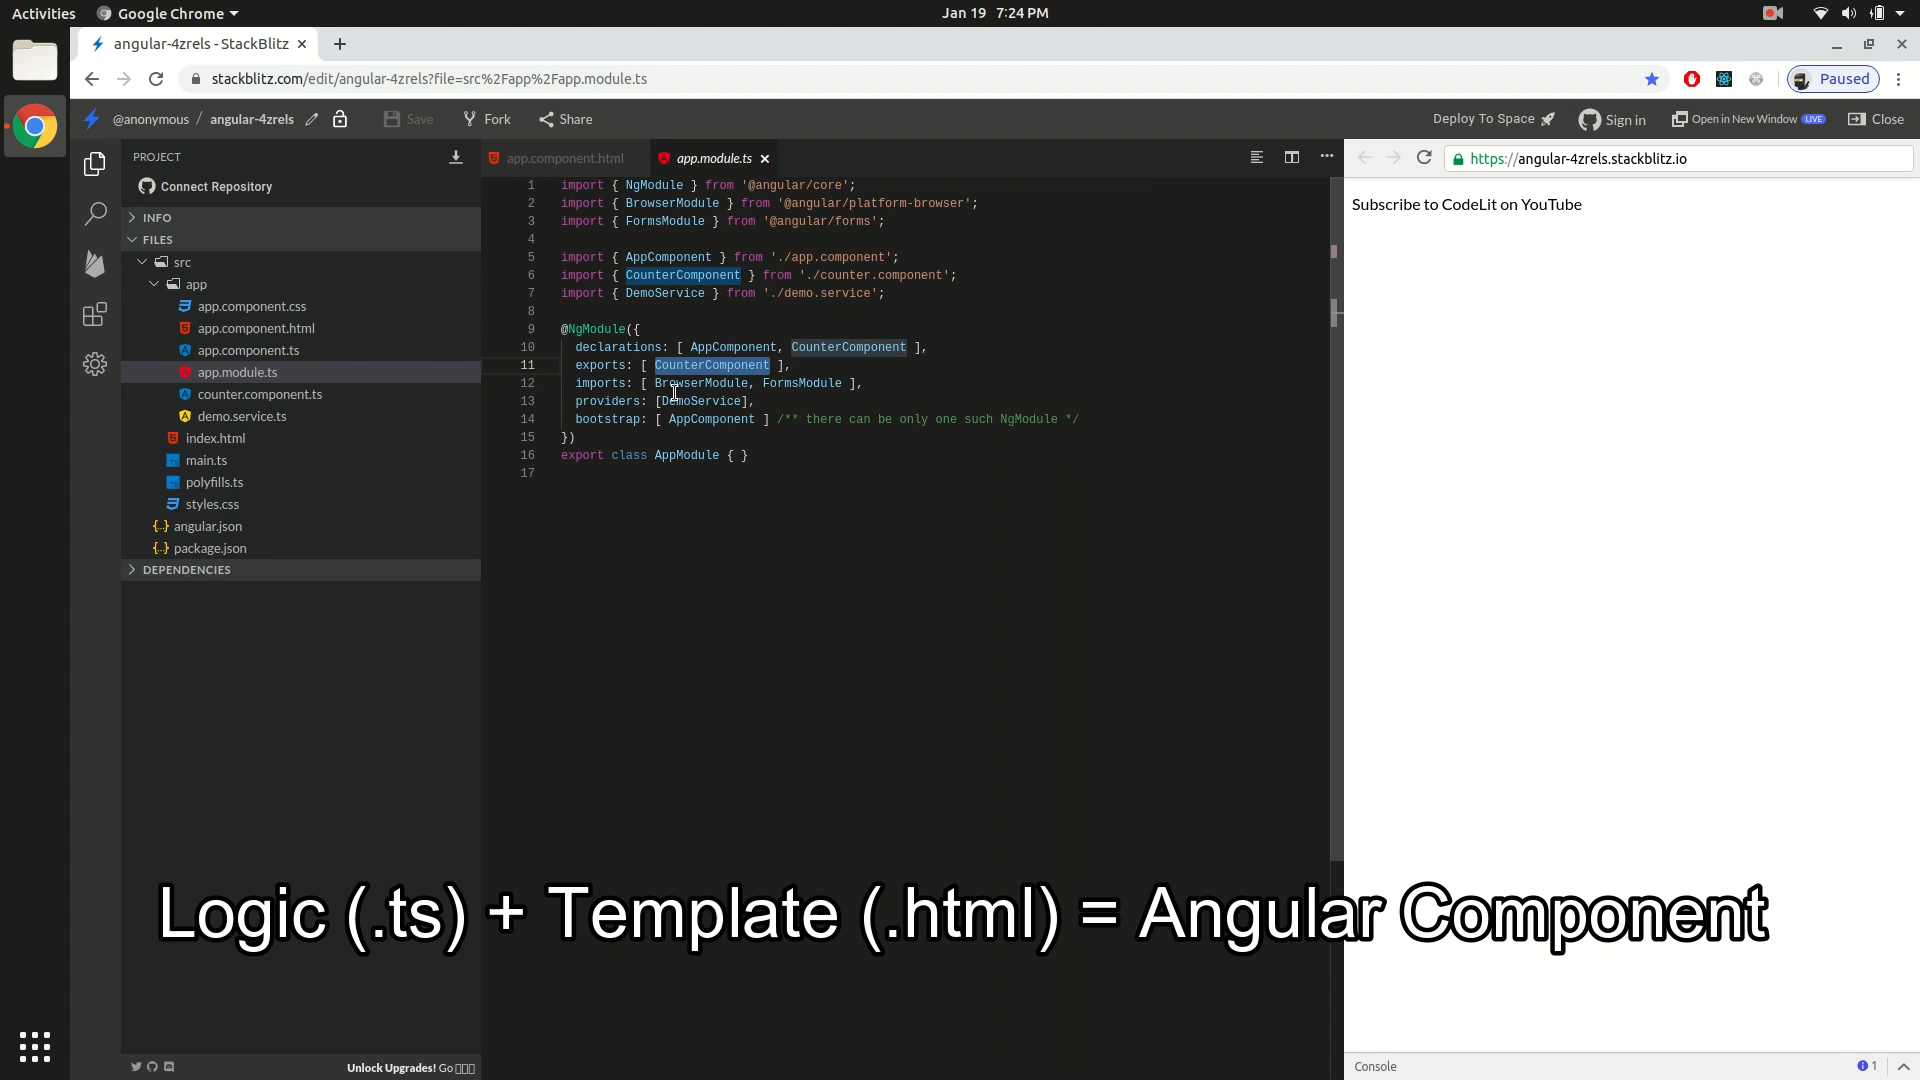 Activities
Google Chrome
Jan 19 7:24 PM
angular-4zrels - StackBlitz
stackblitz.com/edit/angular-4zrels?file=src%2Fapp%2Fapp.module.ts
Paused
@anonymous / angular-4zrels
Save
Fork
Share
Deploy To Space
Sign in
Open in New Window LIVE
Close
PROJECT
Connect Repository
INFO
FILES
src
app
app.component.css
app.component.html
app.component.ts
app.module.ts
counter.component.ts
demo.service.ts
index.html
main.ts
polyfills.ts
styles.css
angular.json
package.json
DEPENDENCIES
Unlock Upgrades! Go
app.component.html
app.module.ts
1 import { NgModule } from '@angular/core';
2 import { BrowserModule } from '@angular/platform-browser';
3 import { FormsModule } from '@angular/forms';
4
5 import { AppComponent } from './app.component';
6 import { CounterComponent } from './counter.component';
7 import { DemoService } from './demo.service';
8
9 @NgModule({
10 declarations: [ AppComponent, CounterComponent ],
11 exports: [ CounterComponent ],
12 imports: [ BrowserModule, FormsModule ],
13 providers: [DemoService],
14 bootstrap: [ AppComponent ] /** there can be only one such NgModule */
15 })
16 export class AppModule { }
17
https://angular-4zrels.stackblitz.io
Subscribe to CodeLit on YouTube
Logic (.ts) + Template (.html) = Angular Component
Console
1